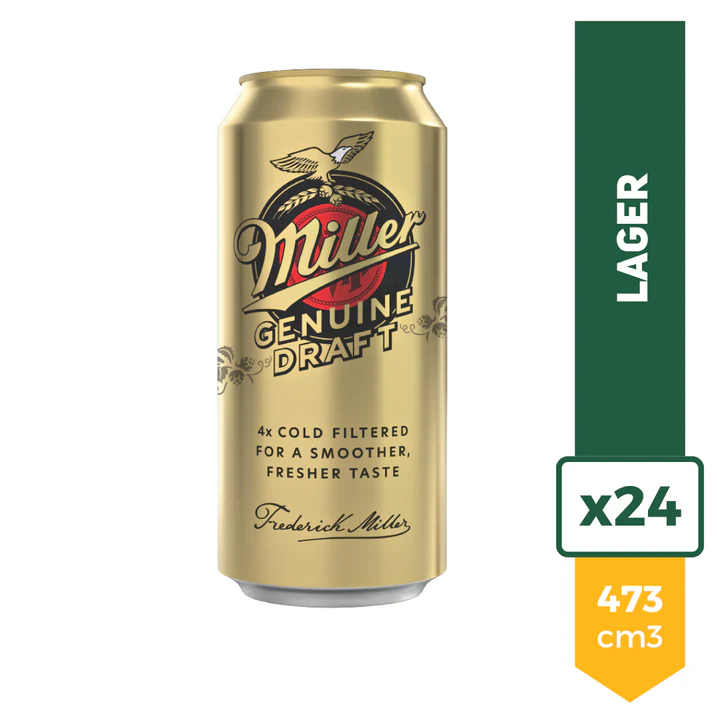 Miller
GENUINE
DRAFT
4x COLD FILTERED
FOR A SMOOTHER,
FRESHER TASTE
Frederick Miller
LAGER
x24
473
cm3